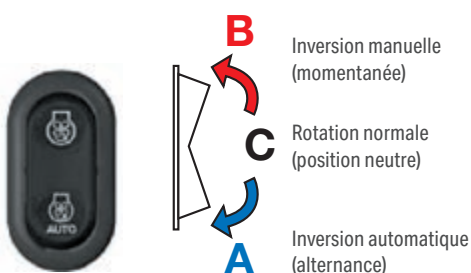 B
Inversion manuelle
(momentanée)
C
Rotation normale
(position neutre)
AUTO
A
Inversion automatique
(alternance)